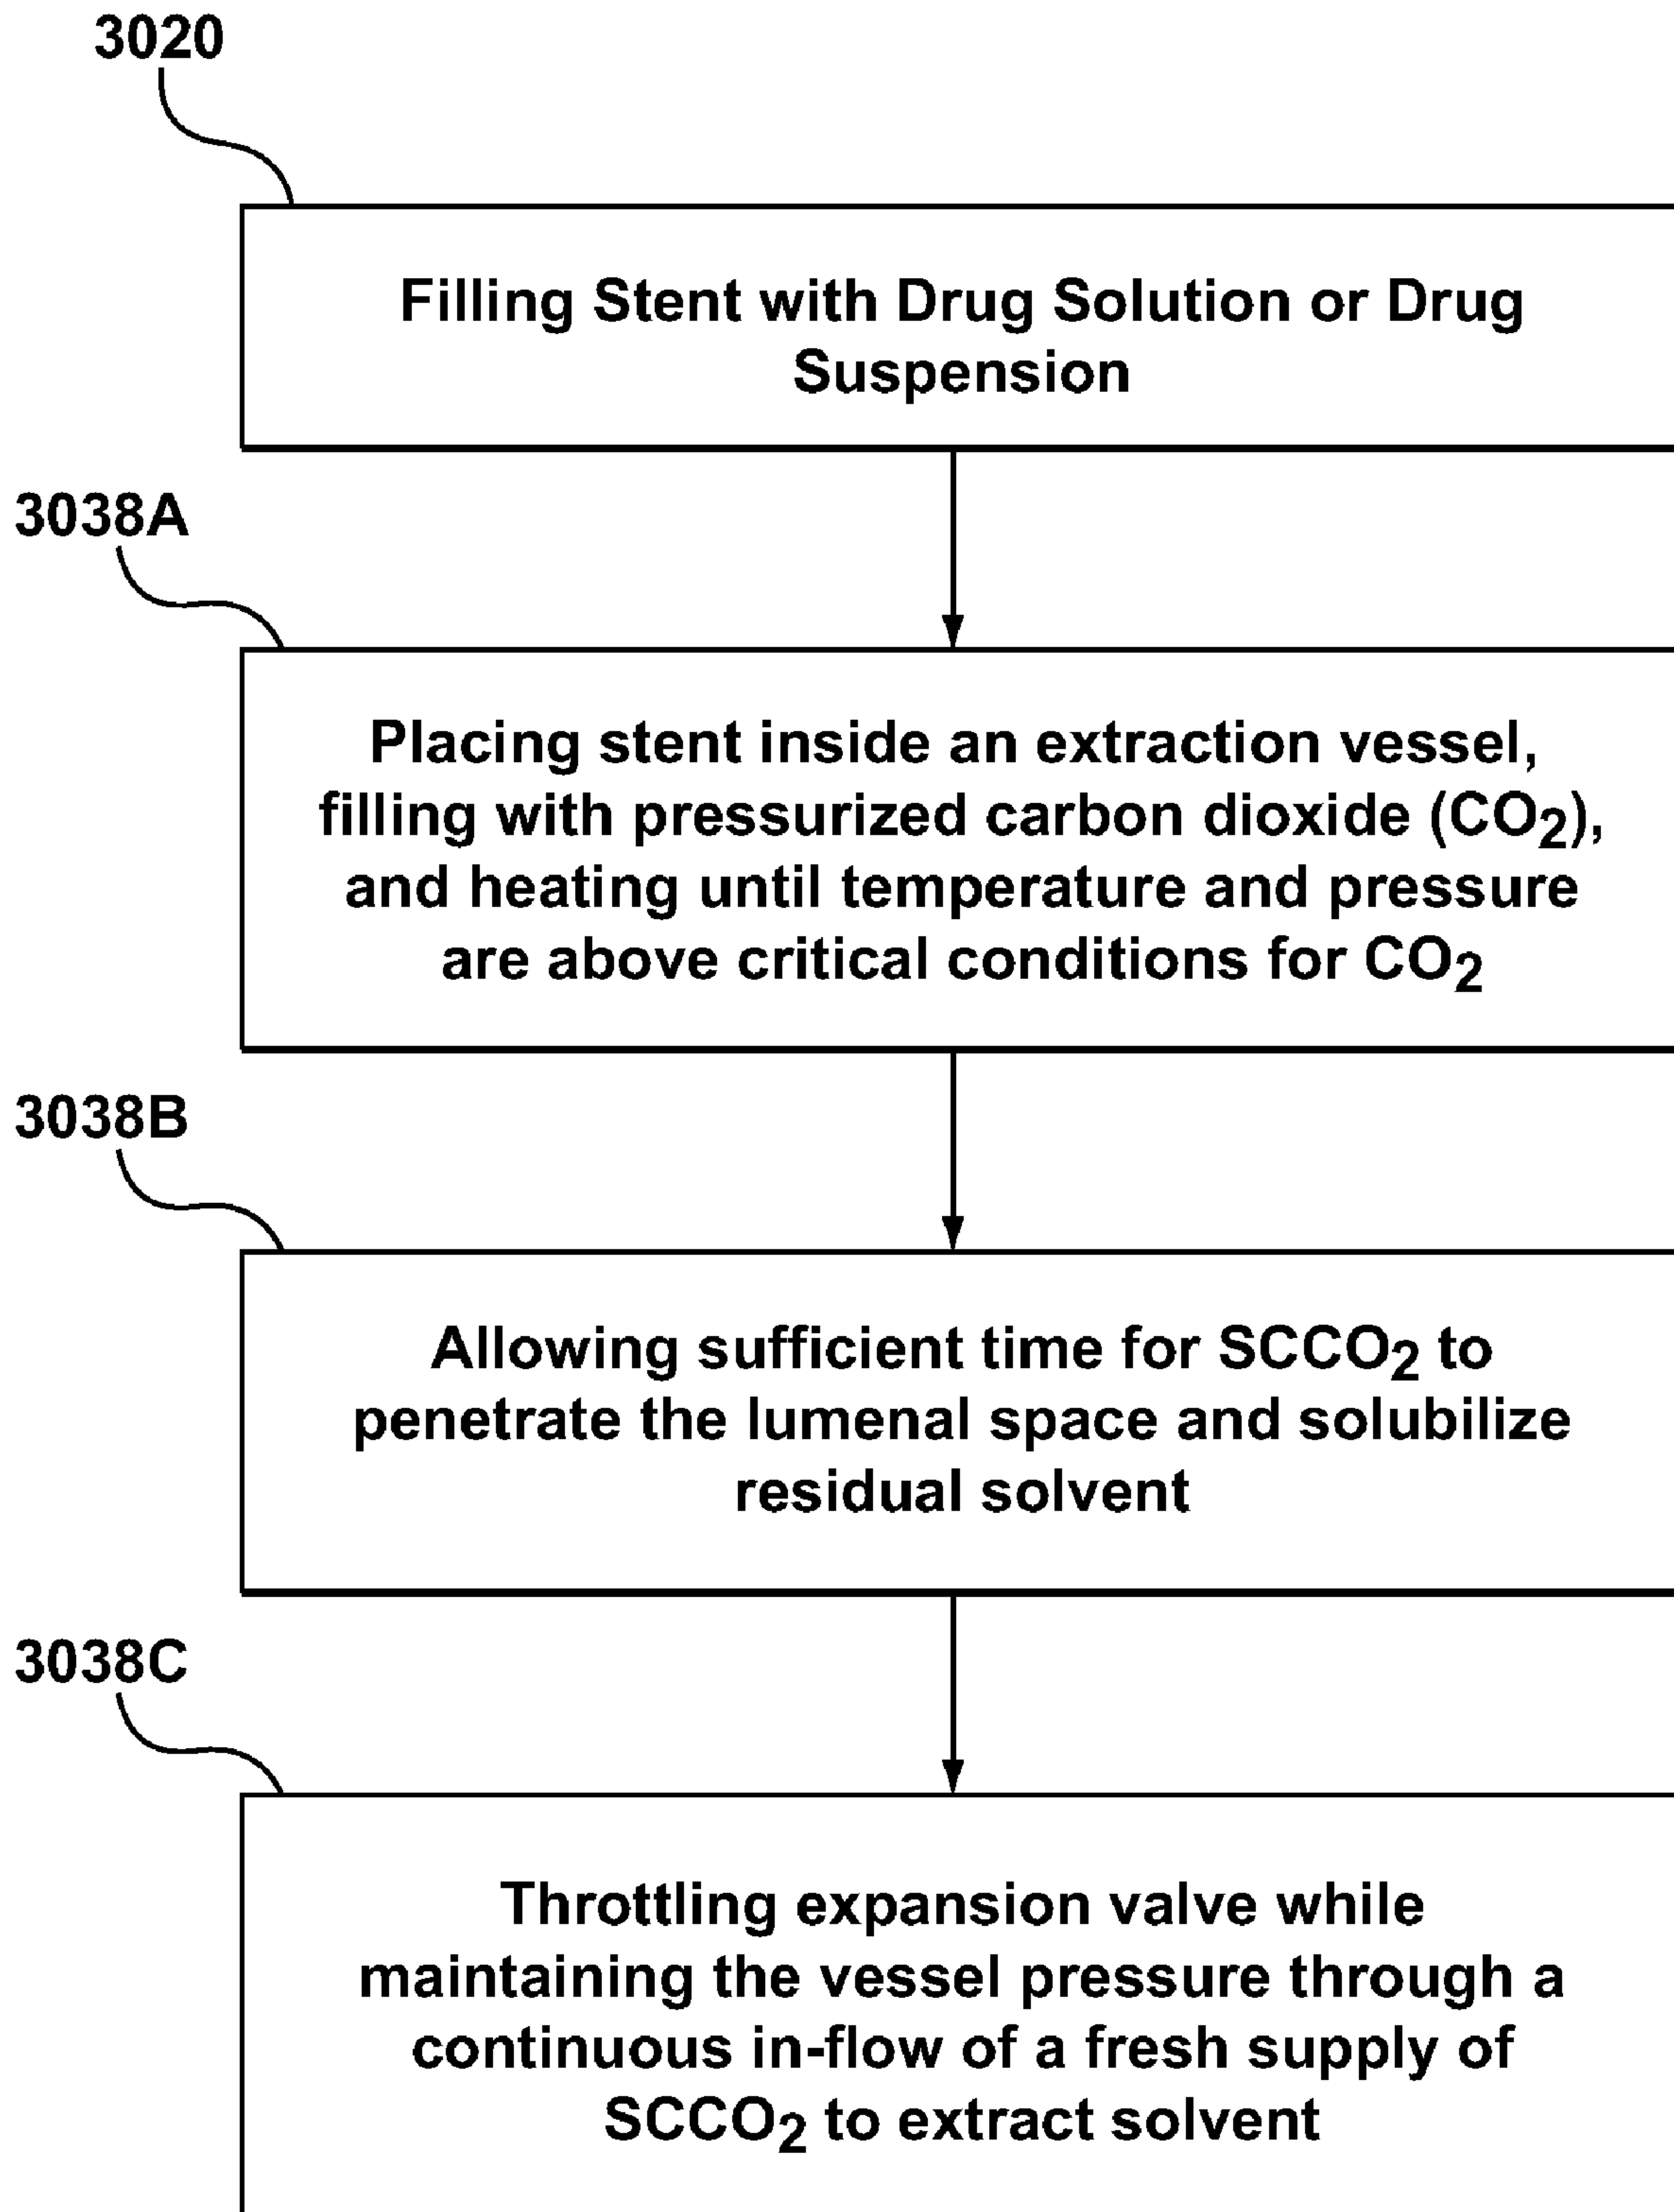 3020
Filling Stent with Drug Solution or Drug
Suspension
3038A
Placing stent inside an extraction vessel,
filling with pressurized carbon dioxide (CO₂),
and heating until temperature and pressure
are above critical conditions for CO₂
3038B
Allowing sufficient time for SCCO₂ to
penetrate the lumenal space and solubilize
residual solvent
3038C
Throttling expansion valve while
maintaining the vessel pressure through a
continuous in-flow of a fresh supply of
SCCO₂ to extract solvent